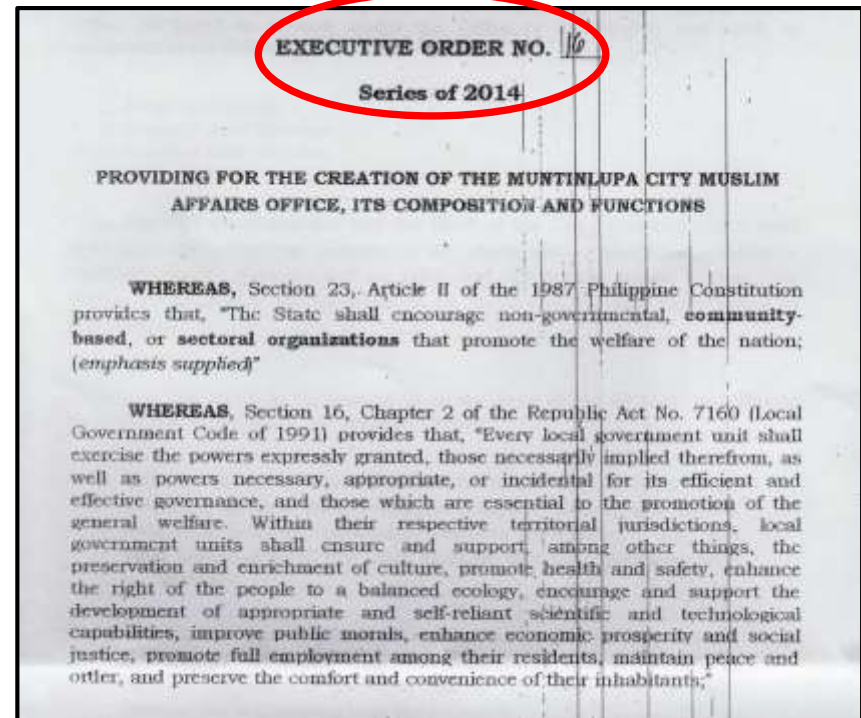 EXECUTIVE ORDER NO. 16
Series of 2014
PROVIDING FOR THE CREATION OF THE MUNTINLUPA CITY MUSLIM
AFFAIRS OFFICE, ITS COMPOSITION AND FUNCTIONS
WHEREAS, Section 23, Article II of the 1987 Philippine Constitution
provides that, "The State shall encourage non-governmental, community-
based, or sectoral organizations that promote the welfare of the nation;
(emphasis supplied)"
WHEREAS, Section 16, Chapter 2 of the Republic Act No. 7160 (Local
Government Code of 1991) provides that, "Every local government unit shall
exercise the powers expressly granted, those necessarily implied therefrom, as
well as powers necessary, appropriate, or incidental for its efficient and
effective governance, and those which are essential to the promotion of the
general welfare. Within their respective territorial jurisdictions, local
government units shall ensure and support, among other things, the
preservation and enrichment of culture, promote health and safety, enhance
the right of the people to a balanced ecology, encourage and support the
development of appropriate and self-reliant scientific and technological
capabilities, improve public morals, enhance economic prosperity and social
justice, promote full employment among their residents, maintain peace and
order, and preserve the comfort and convenience of their inhabitants;"